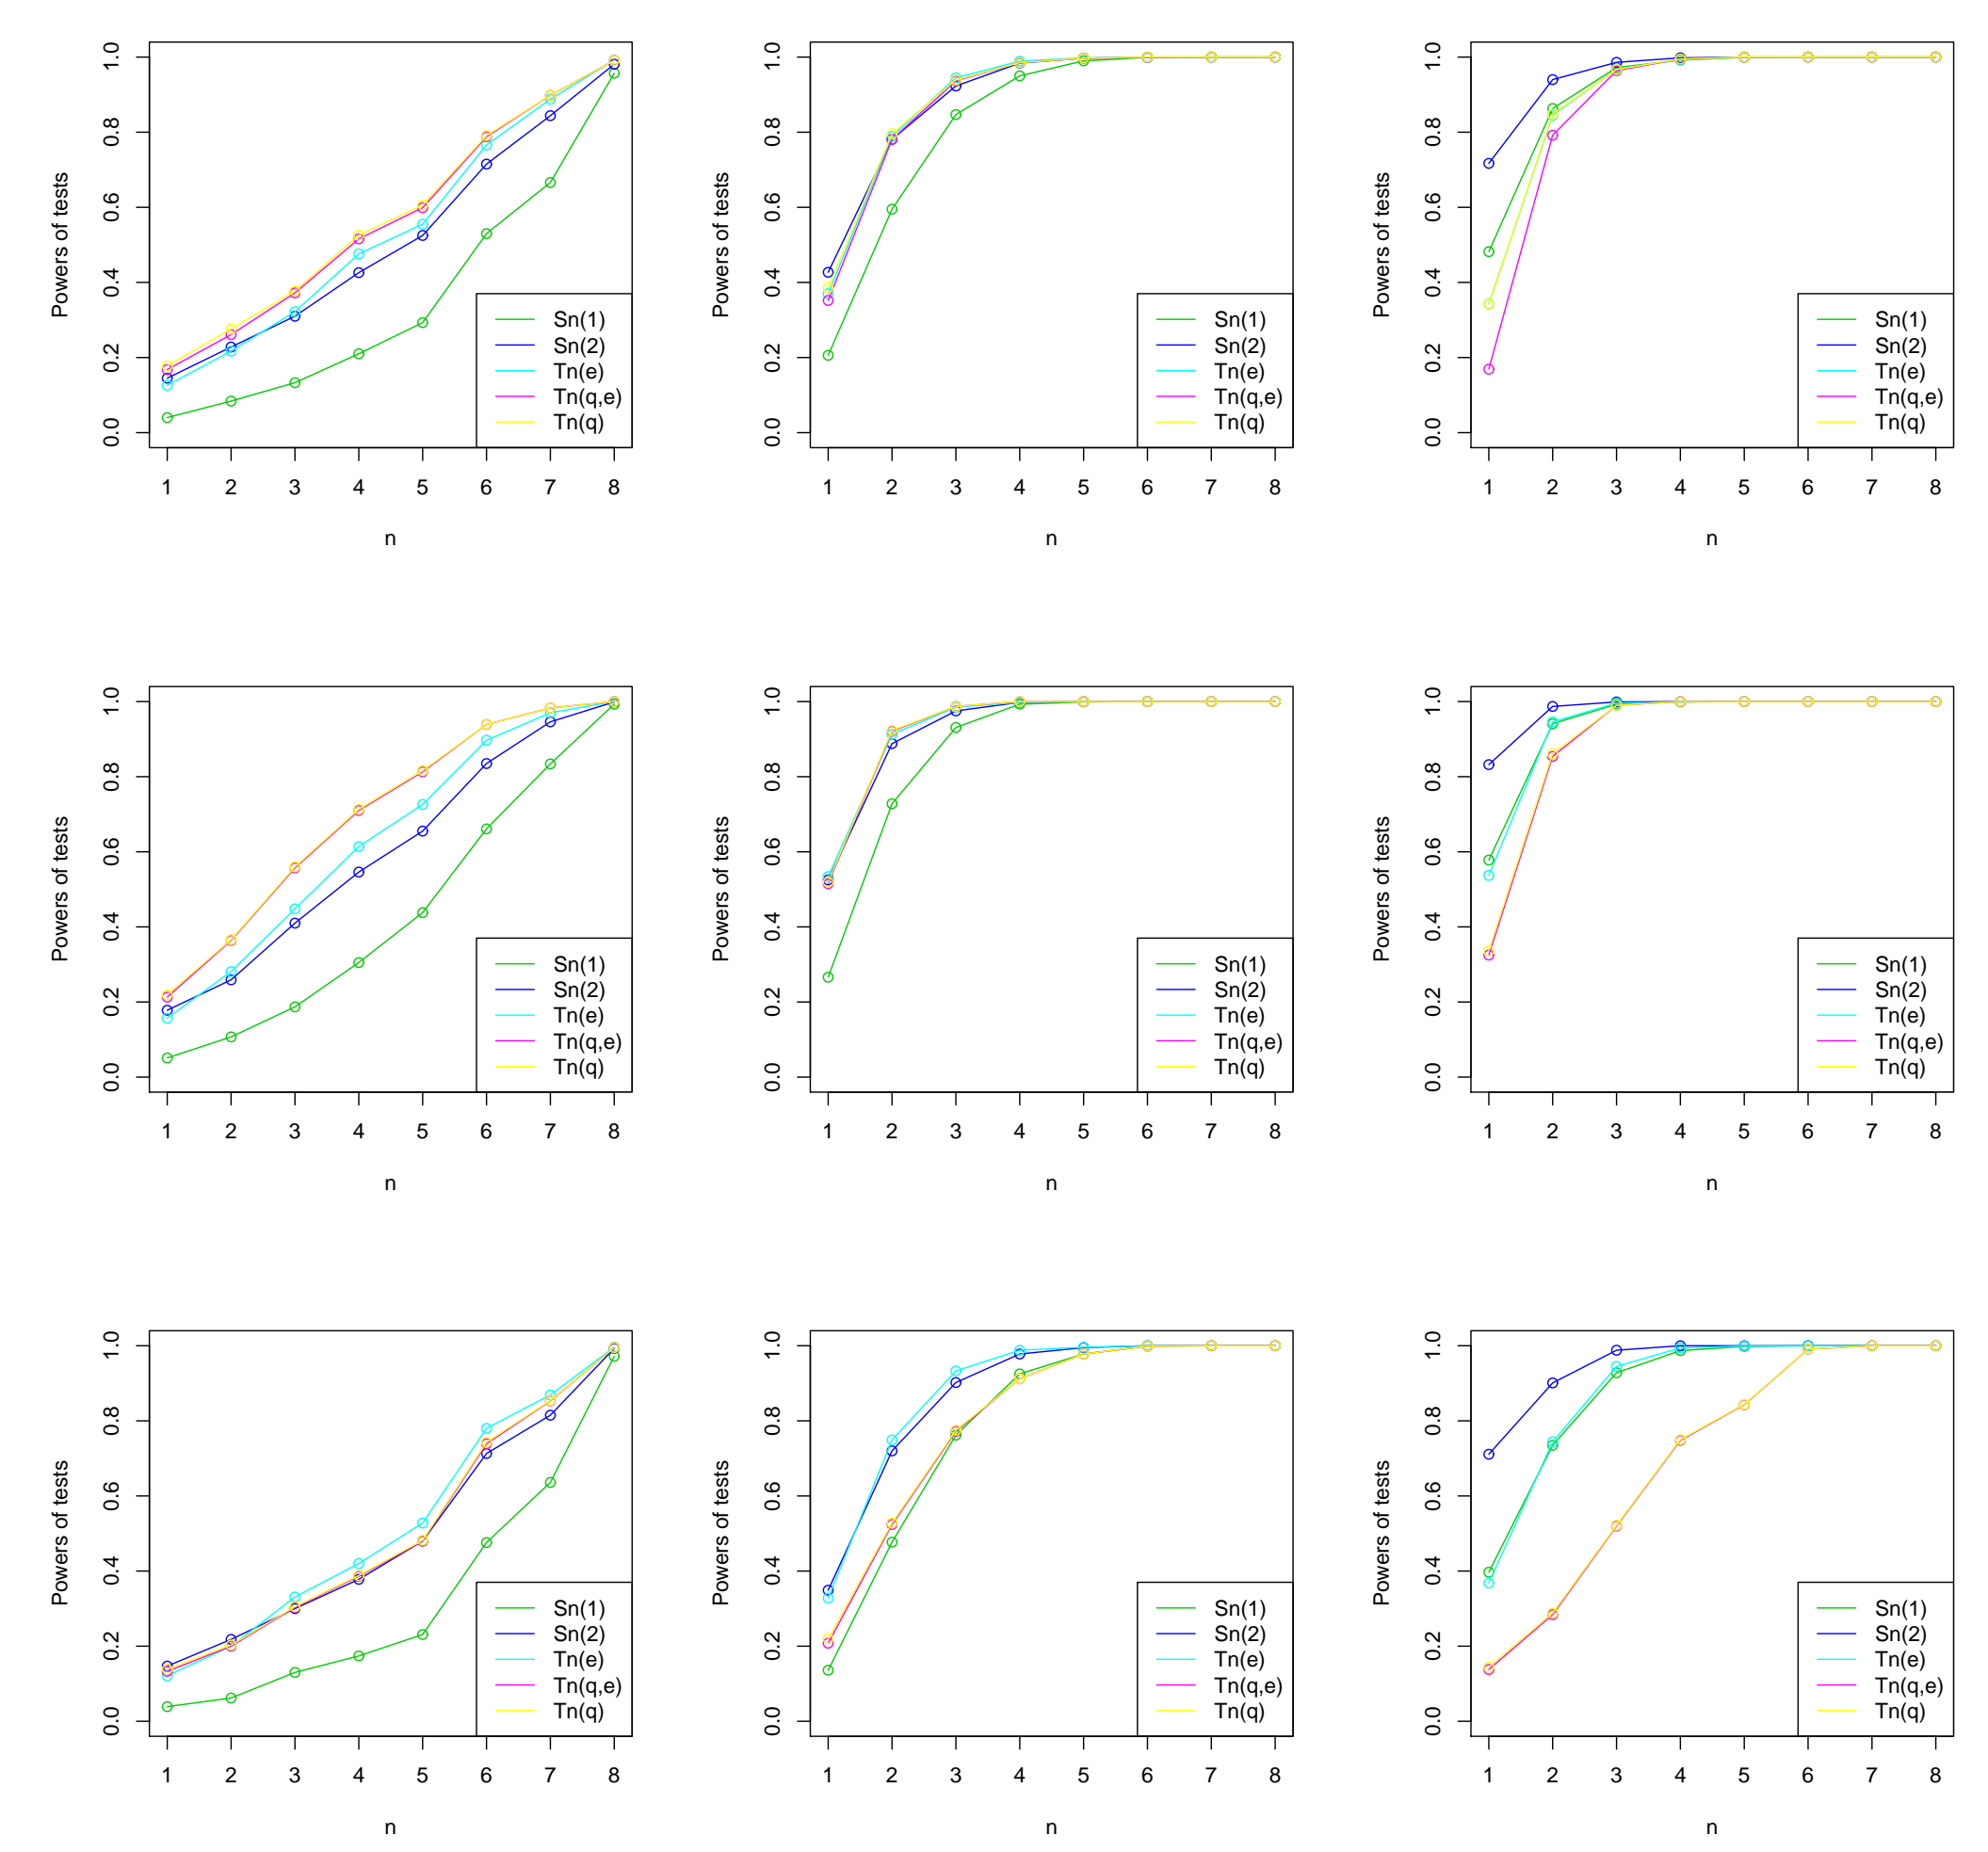 Powers of tests
0.0 0.2 0.4 0.6 0.8 1.0
Sn(1)
Sn(2)
Tn(e)
Tn(q,e)
Tn(q)
1 2 3 4 5 6 7 8
n
Powers of tests
0.0 0.2 0.4 0.6 0.8 1.0
Sn(1)
Sn(2)
Tn(e)
Tn(q,e)
Tn(q)
1 2 3 4 5 6 7 8
n
Powers of tests
0.0 0.2 0.4 0.6 0.8 1.0
Sn(1)
Sn(2)
Tn(e)
Tn(q,e)
Tn(q)
1 2 3 4 5 6 7 8
n
Powers of tests
0.0 0.2 0.4 0.6 0.8 1.0
Sn(1)
Sn(2)
Tn(e)
Tn(q,e)
Tn(q)
1 2 3 4 5 6 7 8
n
Powers of tests
0.0 0.2 0.4 0.6 0.8 1.0
Sn(1)
Sn(2)
Tn(e)
Tn(q,e)
Tn(q)
1 2 3 4 5 6 7 8
n
Powers of tests
0.0 0.2 0.4 0.6 0.8 1.0
Sn(1)
Sn(2)
Tn(e)
Tn(q,e)
Tn(q)
1 2 3 4 5 6 7 8
n
Powers of tests
0.0 0.2 0.4 0.6 0.8 1.0
Sn(1)
Sn(2)
Tn(e)
Tn(q,e)
Tn(q)
1 2 3 4 5 6 7 8
n
Powers of tests
0.0 0.2 0.4 0.6 0.8 1.0
Sn(1)
Sn(2)
Tn(e)
Tn(q,e)
Tn(q)
1 2 3 4 5 6 7 8
n
Powers of tests
0.0 0.2 0.4 0.6 0.8 1.0
Sn(1)
Sn(2)
Tn(e)
Tn(q,e)
Tn(q)
1 2 3 4 5 6 7 8
n